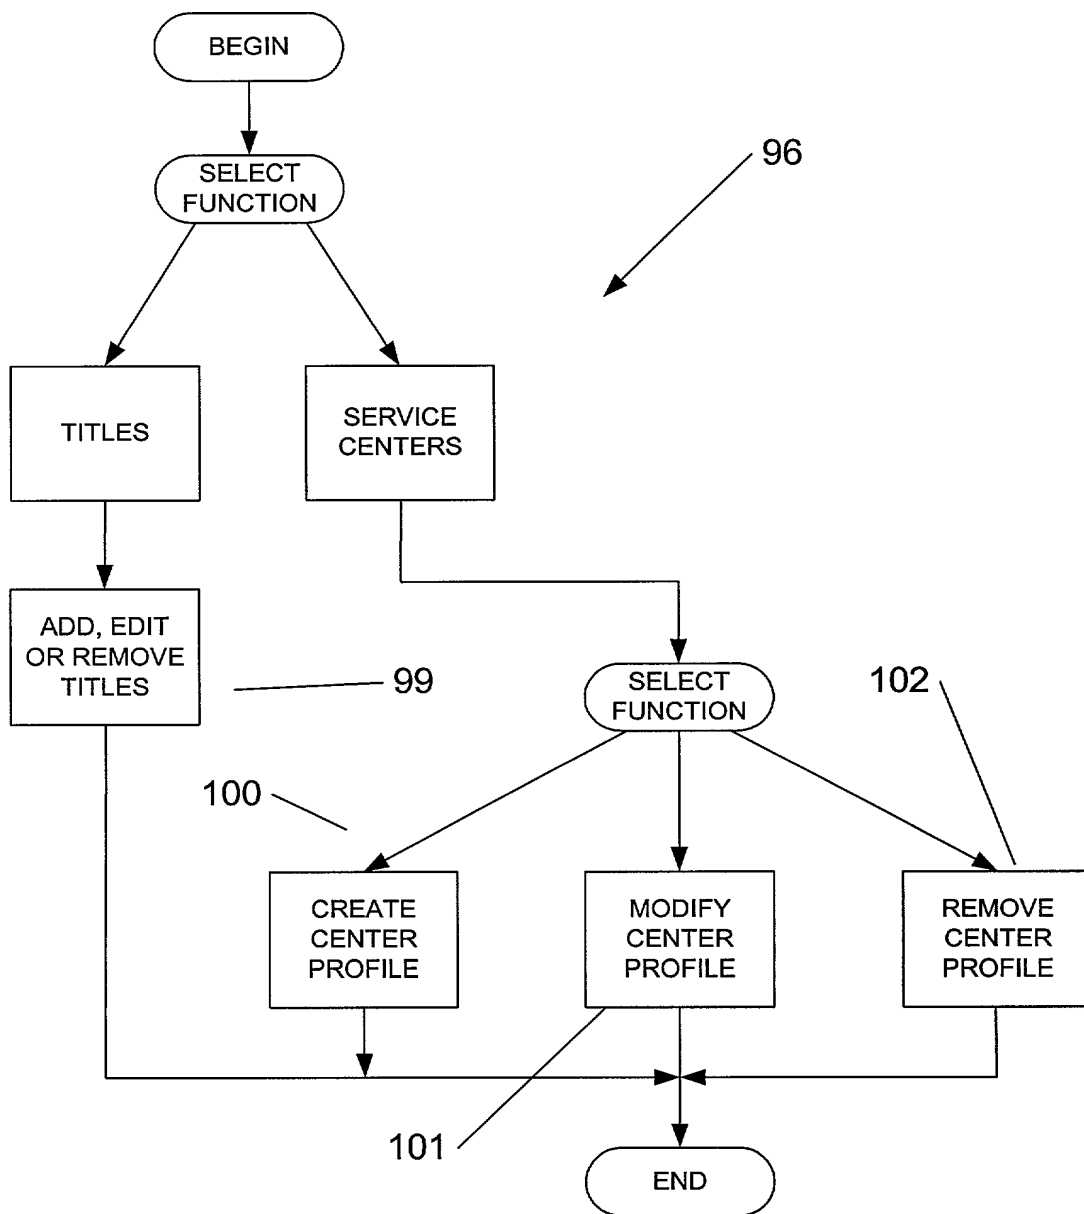 BEGIN
SELECT
FUNCTION
96
TITLES
SERVICE
CENTERS
ADD, EDIT
OR REMOVE
TITLES
99
SELECT
FUNCTION
102
100
CREATE
CENTER
PROFILE
MODIFY
CENTER
PROFILE
REMOVE
CENTER
PROFILE
101
END